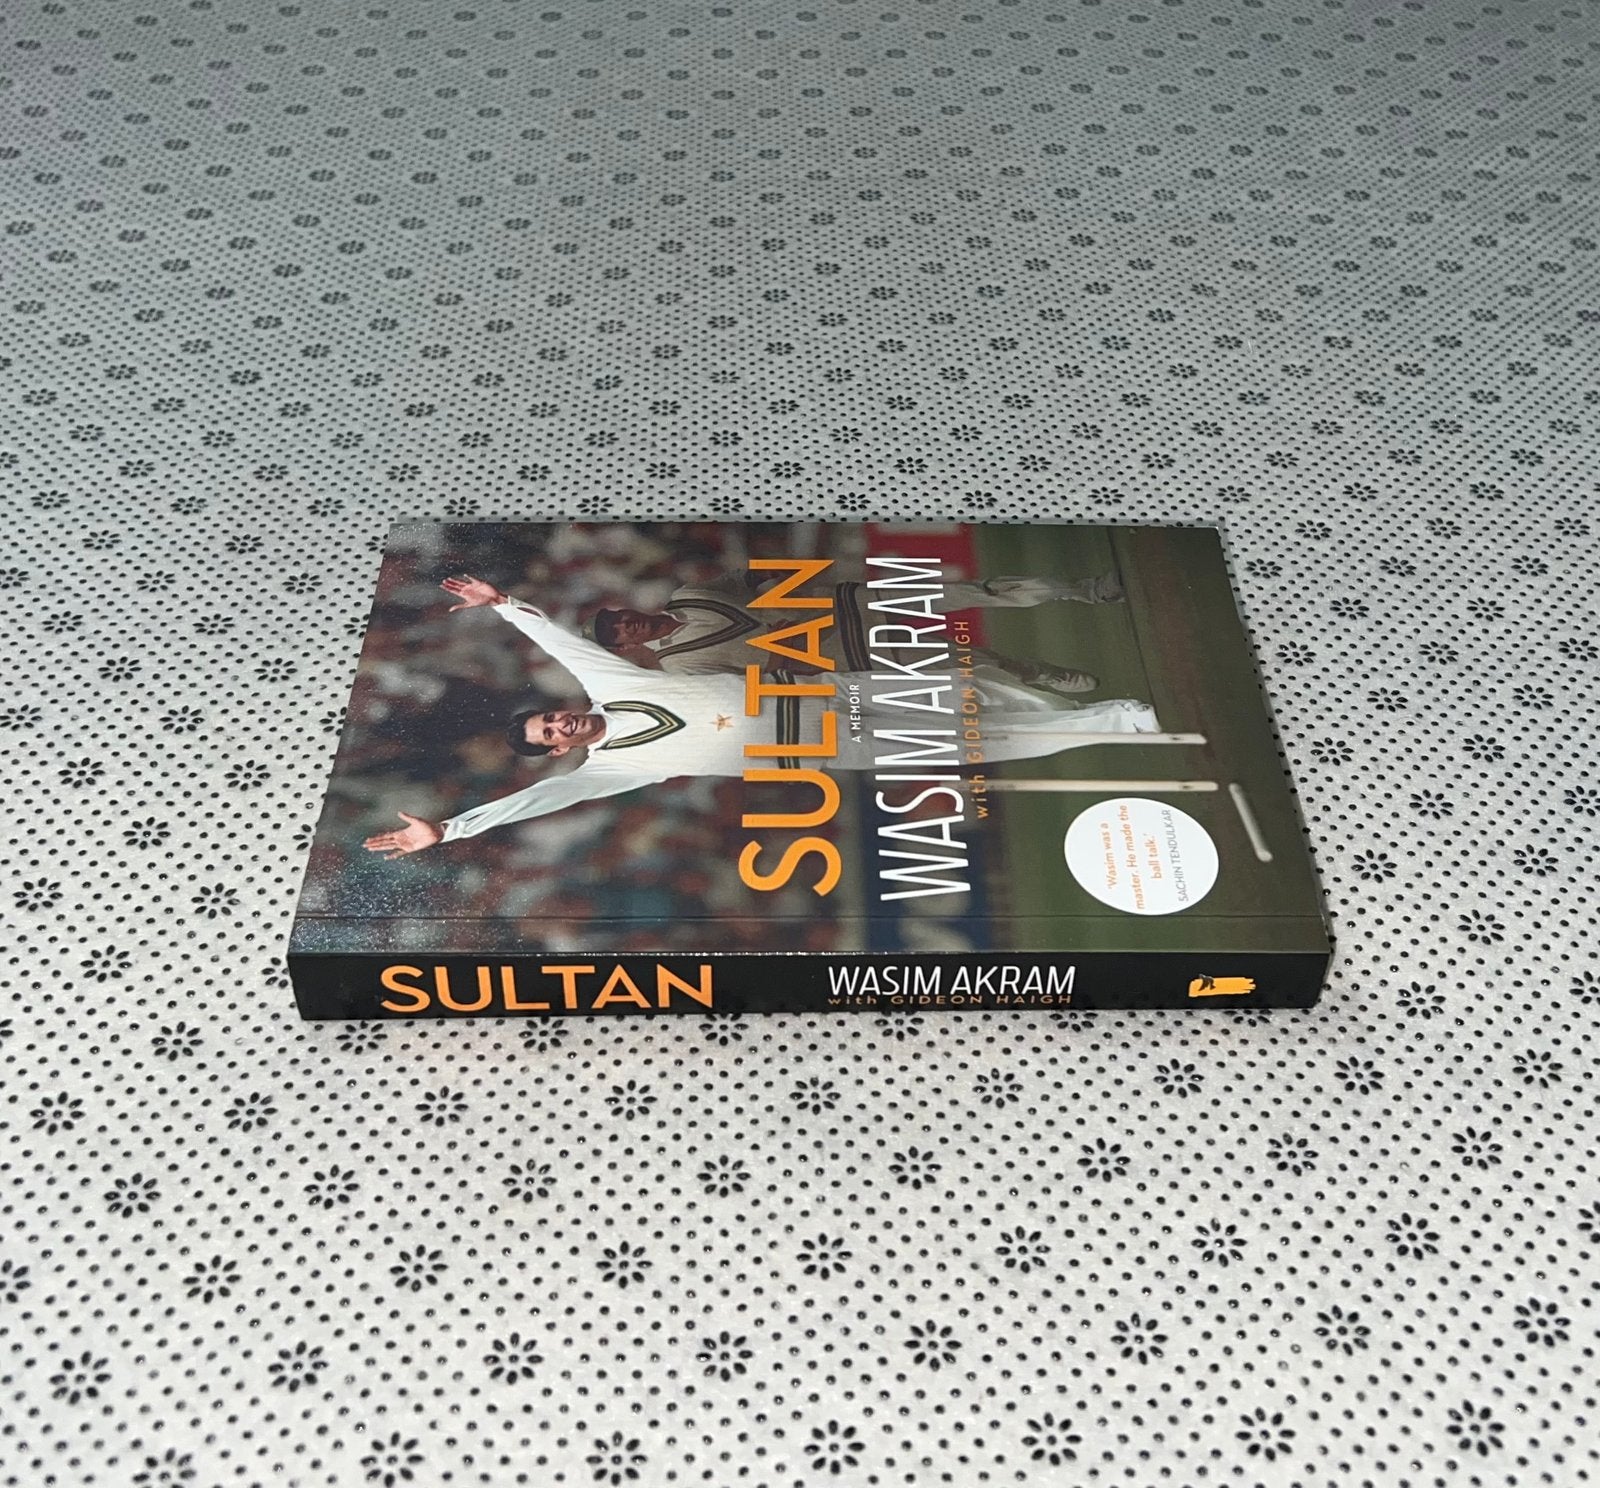 SULTAN
A MEMOIR
WASIM AKRAM
with GIDEON HAIGH
'Wasim was a
master. He made the
ball talk.'
SACHIN TENDULKAR
SULTAN
WASIM AKRAM
with GIDEON HAIGH